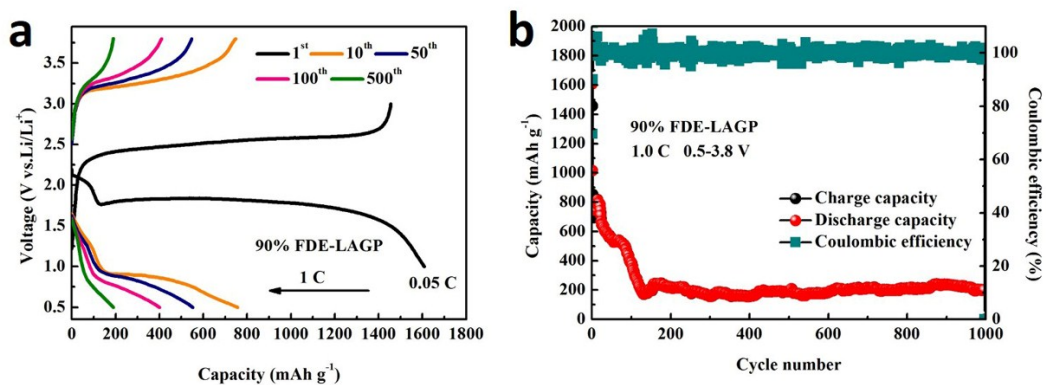 a
1st 10th 50th
100th 500th
Voltage (V vs.Li/Li+)
3.5
3.0
2.5
2.0
1.5
1.0
0.5
90% FDE-LAGP
1 C
0.05 C
0 200 400 600 800 1000 1200 1400 1600 1800
Capacity (mAh g-1)
b
Capacity (mAh g-1)
2000
1800
1600
1400
1200
1000
800
600
400
200
0
90% FDE-LAGP
1.0 C 0.5-3.8 V
Charge capacity
Discharge capacity
Coulombic efficiency
100
80
60
40
20
0
Coulombic efficiency (%)
0 200 400 600 800 1000
Cycle number